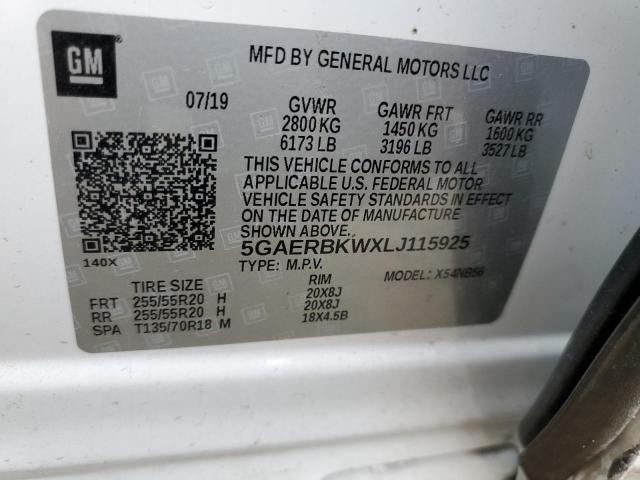 GM
MFD BY GENERAL MOTORS LLC
07/19 GVWR GAWR FRT GAWR RR
2800 KG 1450 KG 1600 KG
6173 LB 3196 LB 3527 LB
THIS VEHICLE CONFORMS TO ALL
APPLICABLE U.S. FEDERAL MOTOR
VEHICLE SAFETY STANDARDS IN EFFECT
ON THE DATE OF MANUFACTURE
SHOWN ABOVE.
5GAERBKWXLJ115925
140X TYPE: M.P.V. MODEL: X54NB56
TIRE SIZE RIM
FRT 255/55R20 H 20X8J
RR 255/55R20 H 20X8J
SPA T135/70R18 M 18X4.5B